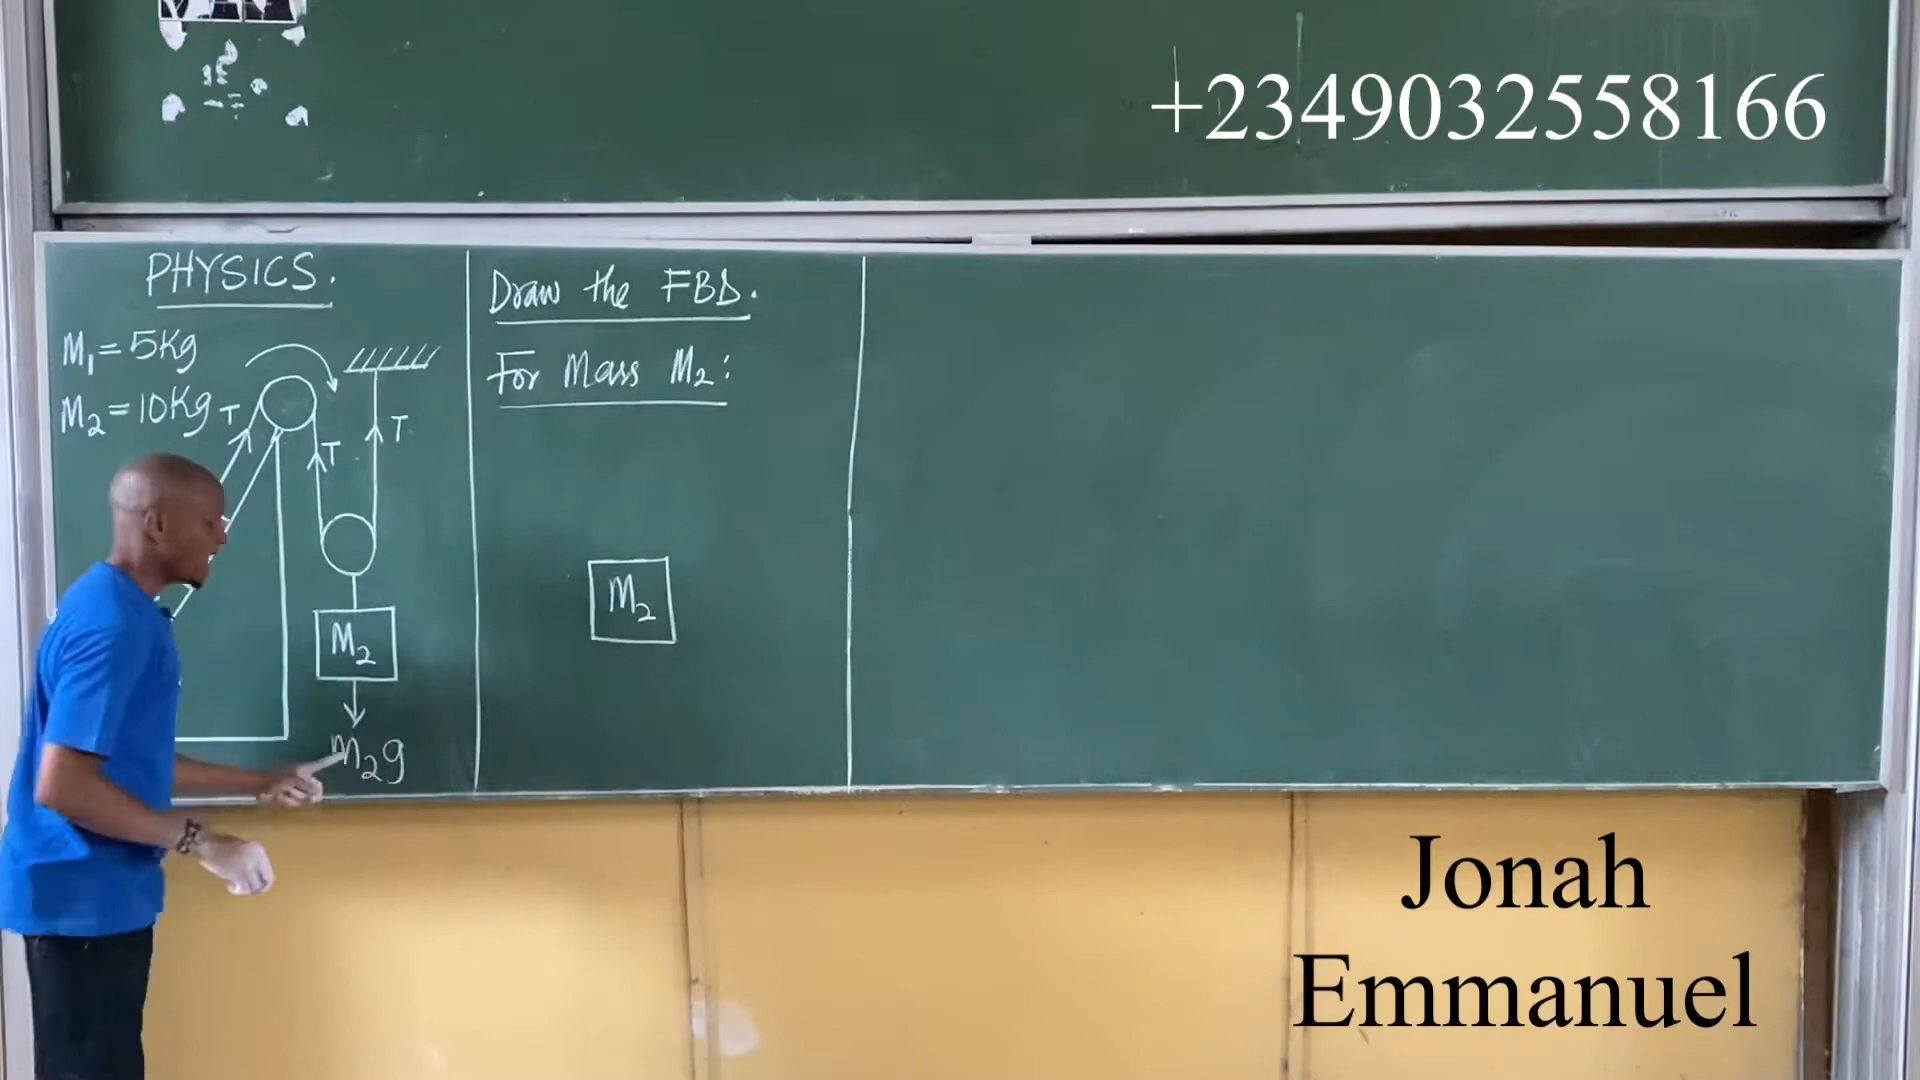 +2349032558166
PHYSICS.
M₁ = 5Kg
M₂ = 10Kg
T
T
T
M₂
m₂g
Draw the FBD.
For Mass M₂:
M₂
Jonah
Emmanuel